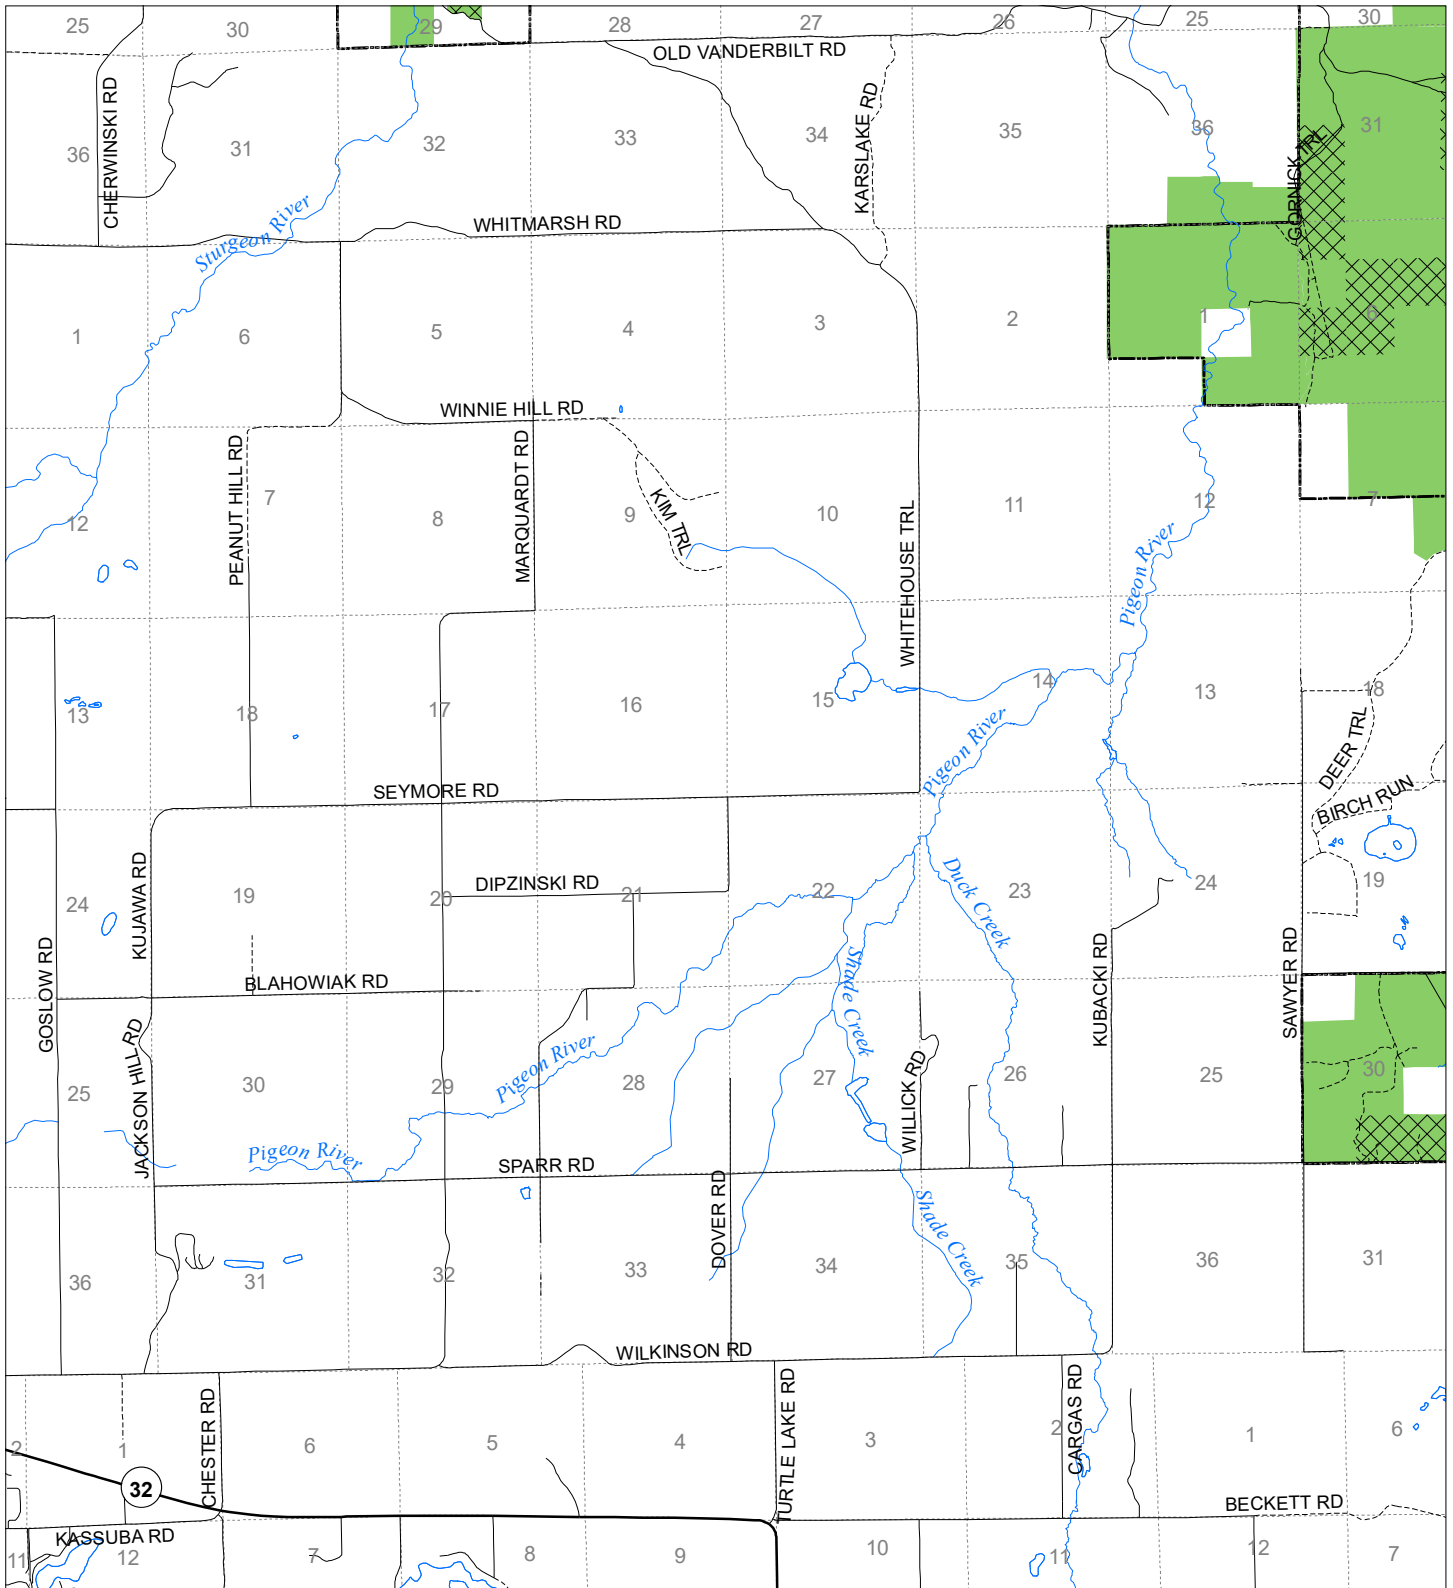 25
30
29
28
27
26
25
30
OLD VANDERBILT RD
CHERWINSKI RD
KARSLAKE RD
36
31
32
33
34
35
36
31
GORNICK TRL
Sturgeon River
WHITMARSH RD
1
6
5
4
3
2
1
6
WINNIE HILL RD
PEANUT HILL RD
MARQUARDT RD
KIM TRL
WHITEHOUSE TRL
12
7
8
9
10
11
12
7
Pigeon River
13
18
17
16
15
14
13
18
Pigeon River
DEER TRL
SEYMORE RD
BIRCH RUN
KUJAWA RD
DIPZINSKI RD
24
19
20
21
22
23
24
19
Duck Creek
GOSLOW RD
BLAHOWIAK RD
Shade Creek
KUBACKI RD
SAWYER RD
JACKSON HILL RD
Pigeon River
WILLICK RD
25
30
29
28
27
26
25
30
Pigeon River
SPARR RD
DOVER RD
Shade Creek
36
31
32
33
34
35
36
31
WILKINSON RD
CHESTER RD
TURTLE LAKE RD
GARGAS RD
2
1
6
5
4
3
2
1
6
32
BECKETT RD
KASSUBA RD
11
12
7
8
9
10
11
12
7